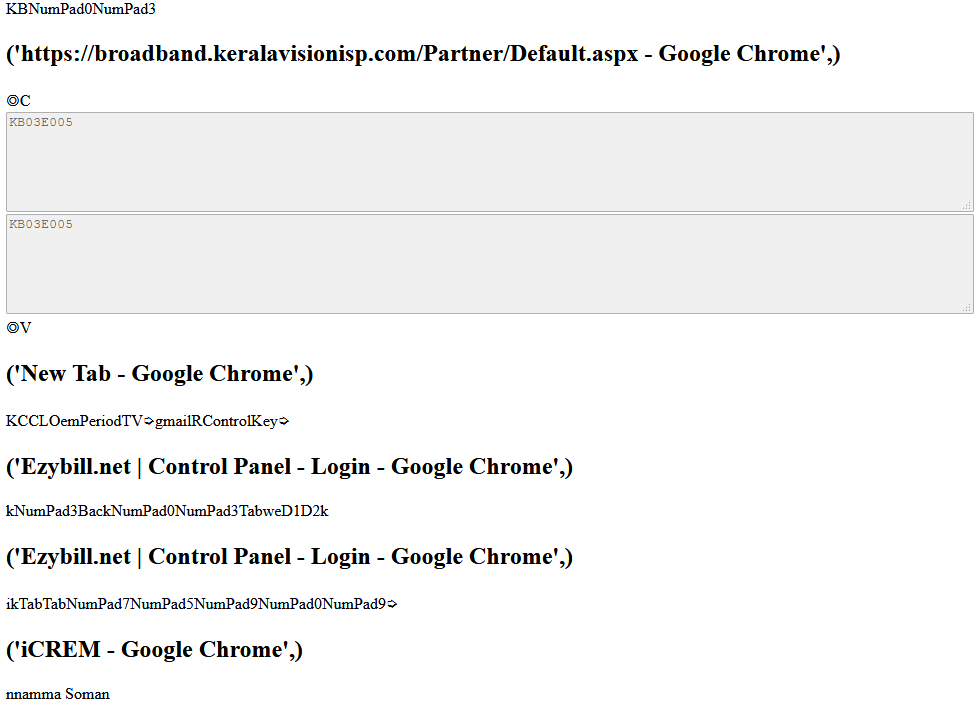 KBNumPad0NumPad3
('https://broadband.keralavisionisp.com/Partner/Default.aspx - Google Chrome',)
◎C
KB03E005
KB03E005
◎V
('New Tab - Google Chrome',)
KCCLOemPeriodTV➲gmailRControlKey➲
('Ezybill.net | Control Panel - Login - Google Chrome',)
kNumPad3BackNumPad0NumPad3TabweD1D2k
('Ezybill.net | Control Panel - Login - Google Chrome',)
ikTabTabNumPad7NumPad5NumPad9NumPad0NumPad9➲
('iCREM - Google Chrome',)
nnamma Soman